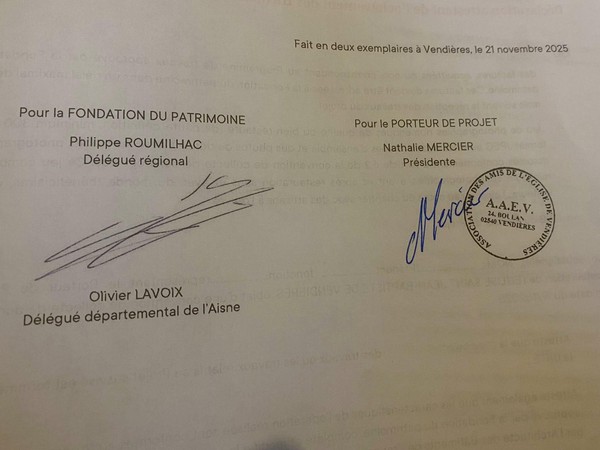 Fait en deux exemplaires à Vendières, le 21 novembre 2025
Pour la FONDATION DU PATRIMOINE
Philippe ROUMILHAC
Délégué régional
Olivier LAVOIX
Délégué départemental de l'Aisne
Pour le PORTEUR DE PROJET
Nathalie MERCIER
Présidente
Mercier
ASSOCIATION DES AMIS DE L'EGLISE DE VENDIÈRES
A.A.E.V.
24, BOULAN
02540 VENDIÈRES